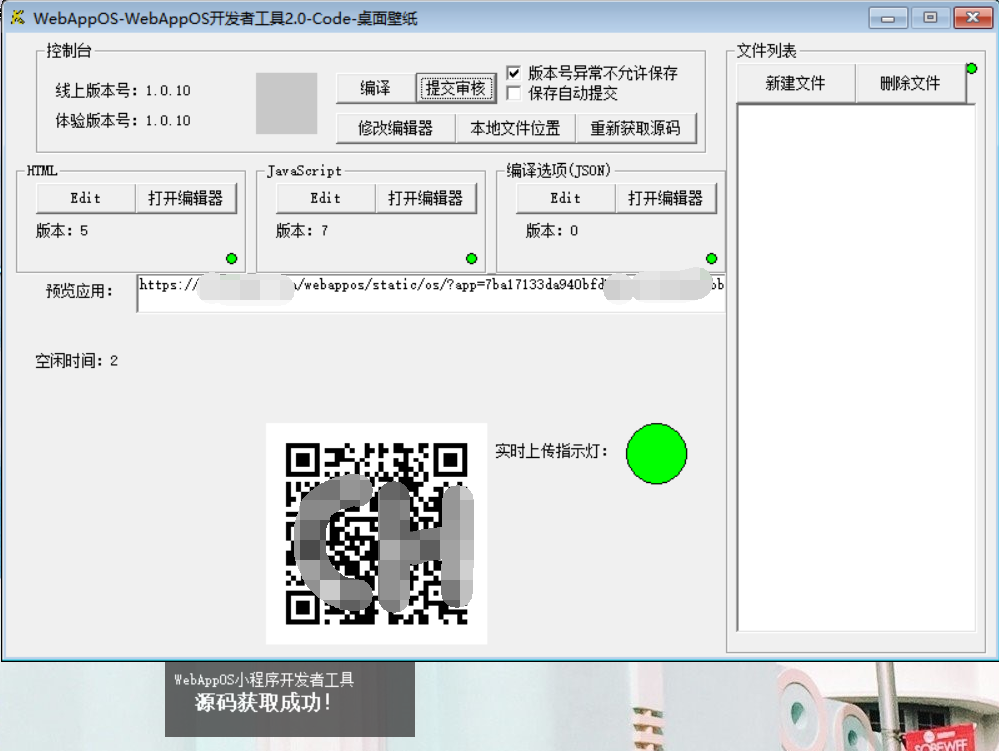 WebAppOS-WebAppOS开发者工具2.0-Code-桌面壁纸
控制台
线上版本号：1.0.10
体验版本号：1.0.10
编译
提交审核
版本号异常不允许保存
保存自动提交
修改编辑器
本地文件位置
重新获取源码
文件列表
新建文件
删除文件
HTML
Edit
打开编辑器
版本：5
JavaScript
Edit
打开编辑器
版本：7
编译选项(JSON)
Edit
打开编辑器
版本：0
预览应用：
https:// /webappos/static/os/?app=7ba17133da940bfd
空闲时间：2
实时上传指示灯：
WebAppOS小程序开发者工具
源码获取成功！